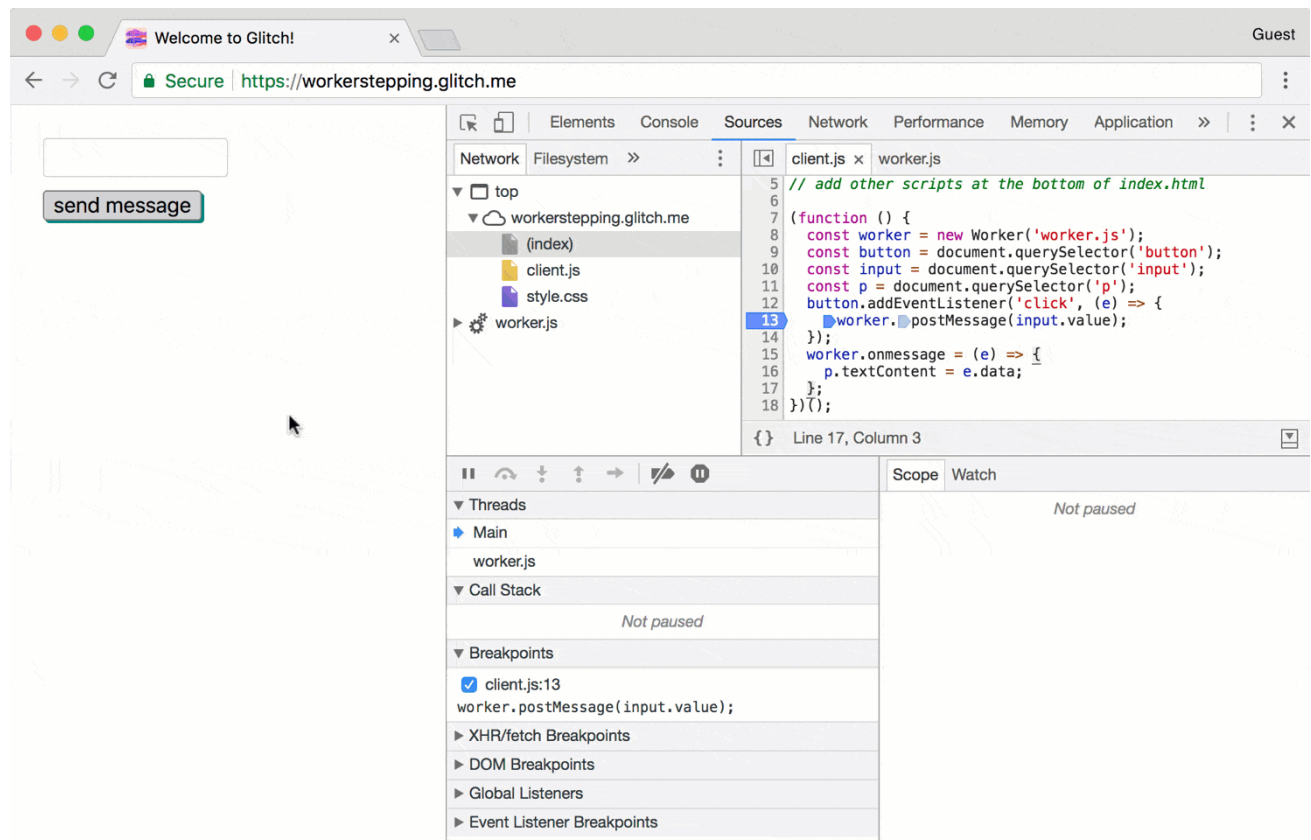 Welcome to Glitch!
Guest
Secure https://workerstepping.glitch.me
send message
Elements Console Sources Network Performance Memory Application »
Network Filesystem »
top
workerstepping.glitch.me
(index)
client.js
style.css
worker.js
client.js worker.js
5 // add other scripts at the bottom of index.html
6
7 (function () {
8 const worker = new Worker('worker.js');
9 const button = document.querySelector('button');
10 const input = document.querySelector('input');
11 const p = document.querySelector('p');
12 button.addEventListener('click', (e) => {
13 worker.postMessage(input.value);
14 });
15 worker.onmessage = (e) => {
16 p.textContent = e.data;
17 };
18 })();
{} Line 17, Column 3
Threads
Main
worker.js
Call Stack
Not paused
Breakpoints
client.js:13
worker.postMessage(input.value);
XHR/fetch Breakpoints
DOM Breakpoints
Global Listeners
Event Listener Breakpoints
Scope Watch
Not paused